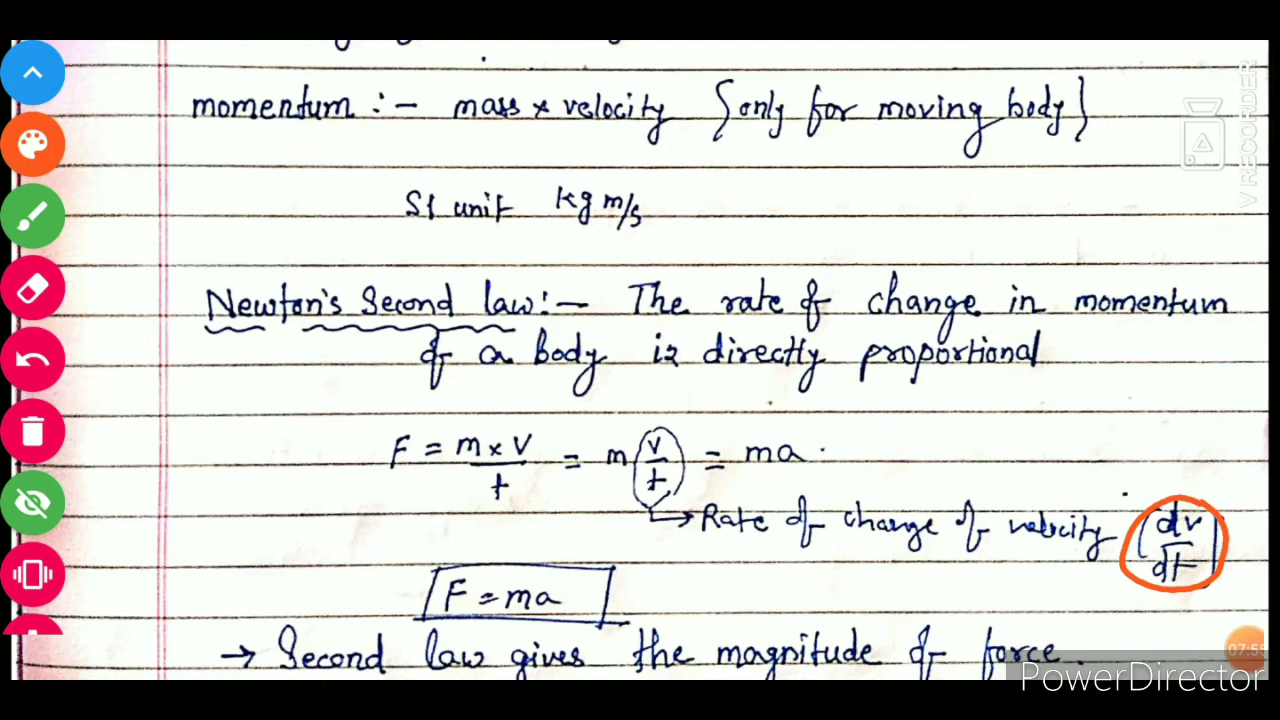 momentum :- mass × velocity {only for moving body}
SI unit kg m/s
Newton's Second law:- The rate of change in momentum
of a body is directly proportional
F = m × v / t = m (v / t) = ma .
→ Rate of change of velocity (dv / dt)
F = ma
→ Second law gives the magnitude of force.
V RECORDER
07:55
PowerDirector